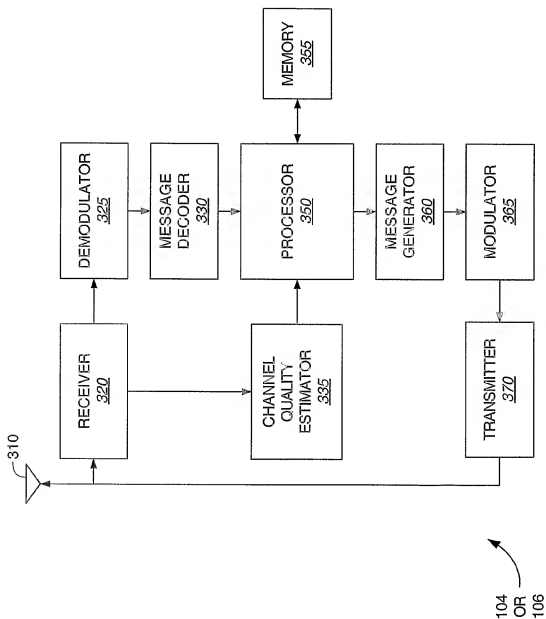 310
RECEIVER
320
DEMODULATOR
325
MESSAGE
DECODER
330
CHANNEL
QUALITY
ESTIMATOR
335
PROCESSOR
350
MEMORY
355
MESSAGE
GENERATOR
360
TRANSMITTER
370
MODULATOR
365
104
OR
106